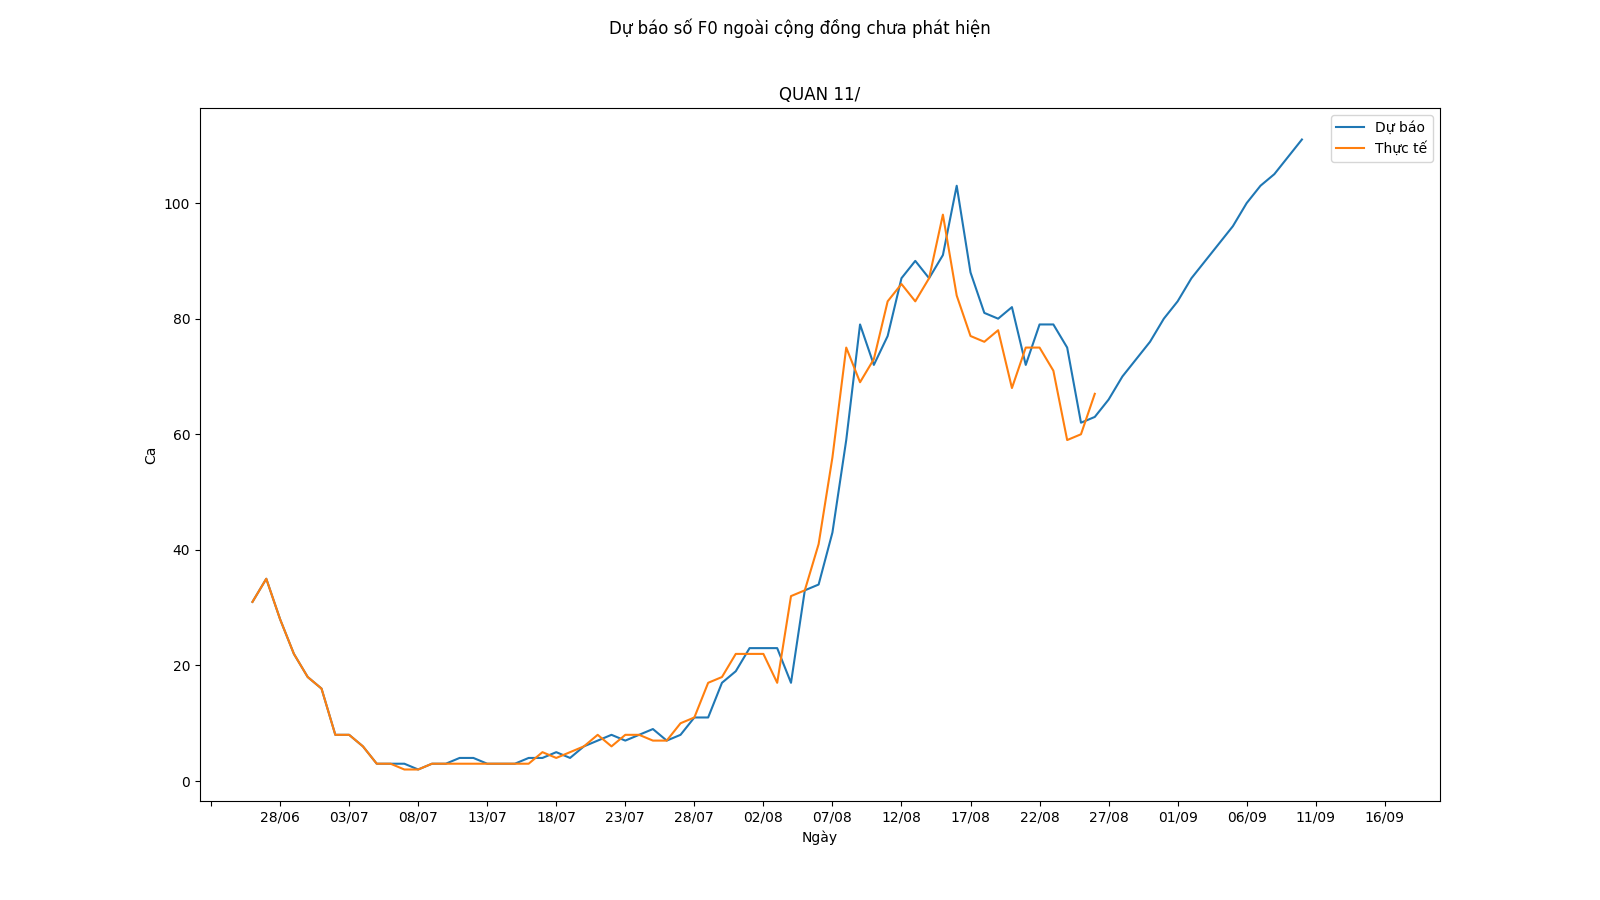 Dự báo số F0 ngoài cộng đồng chưa phát hiện
QUAN 11/
Dự báo
Thực tế
100
80
60
40
20
0
Ca
28/06 03/07 08/07 13/07 18/07 23/07 28/07 02/08 07/08 12/08 17/08 22/08 27/08 01/09 06/09 11/09 16/09
Ngày